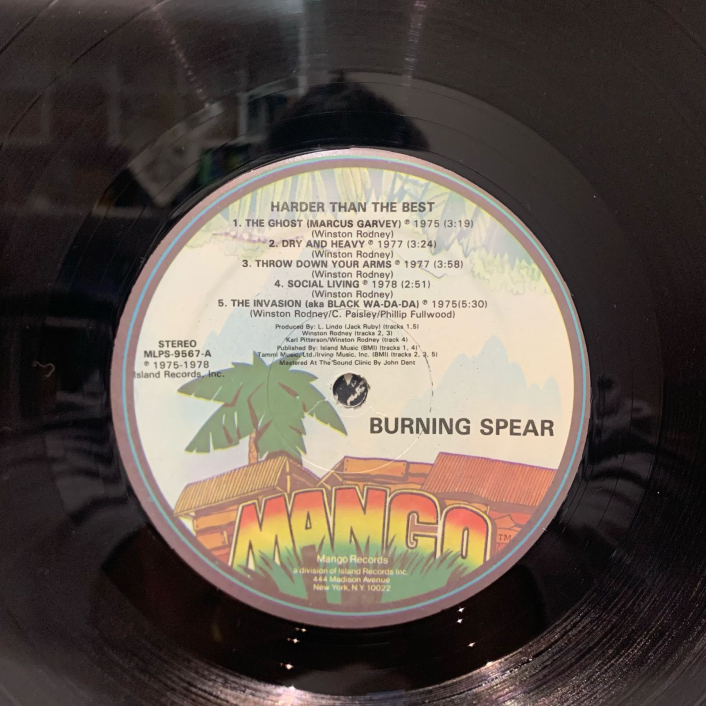 HARDER THAN THE BEST
1. THE GHOST (MARCUS GARVEY) ℗ 1975 (3:19)
(Winston Rodney)
2. DRY AND HEAVY ℗ 1977 (3:24)
(Winston Rodney)
3. THROW DOWN YOUR ARMS ℗ 1977 (3:58)
(Winston Rodney)
4. SOCIAL LIVING ℗ 1978 (2:51)
(Winston Rodney)
5. THE INVASION (aka BLACK WA-DA-DA) ℗ 1975(5:30)
(Winston Rodney/C. Paisley/Phillip Fullwood)
Produced By: L. Lindo (Jack Ruby) (tracks 1,5)
Winston Rodney (tracks 2, 3)
Karl Pitterson/Winston Rodney (track 4)
Published By: Island Music (BMI) (tracks 1, 4)
Tammi Music, Ltd./Irving Music, Inc. (BMI) (tracks 2, 3, 5)
Mastered At The Sound Clinic By John Dent
STEREO
MLPS-9567-A
℗ 1975-1978
Island Records, Inc.
BURNING SPEAR
MANGO TM
Mango Records
a division of Island Records Inc.
444 Madison Avenue
New York, N.Y. 10022